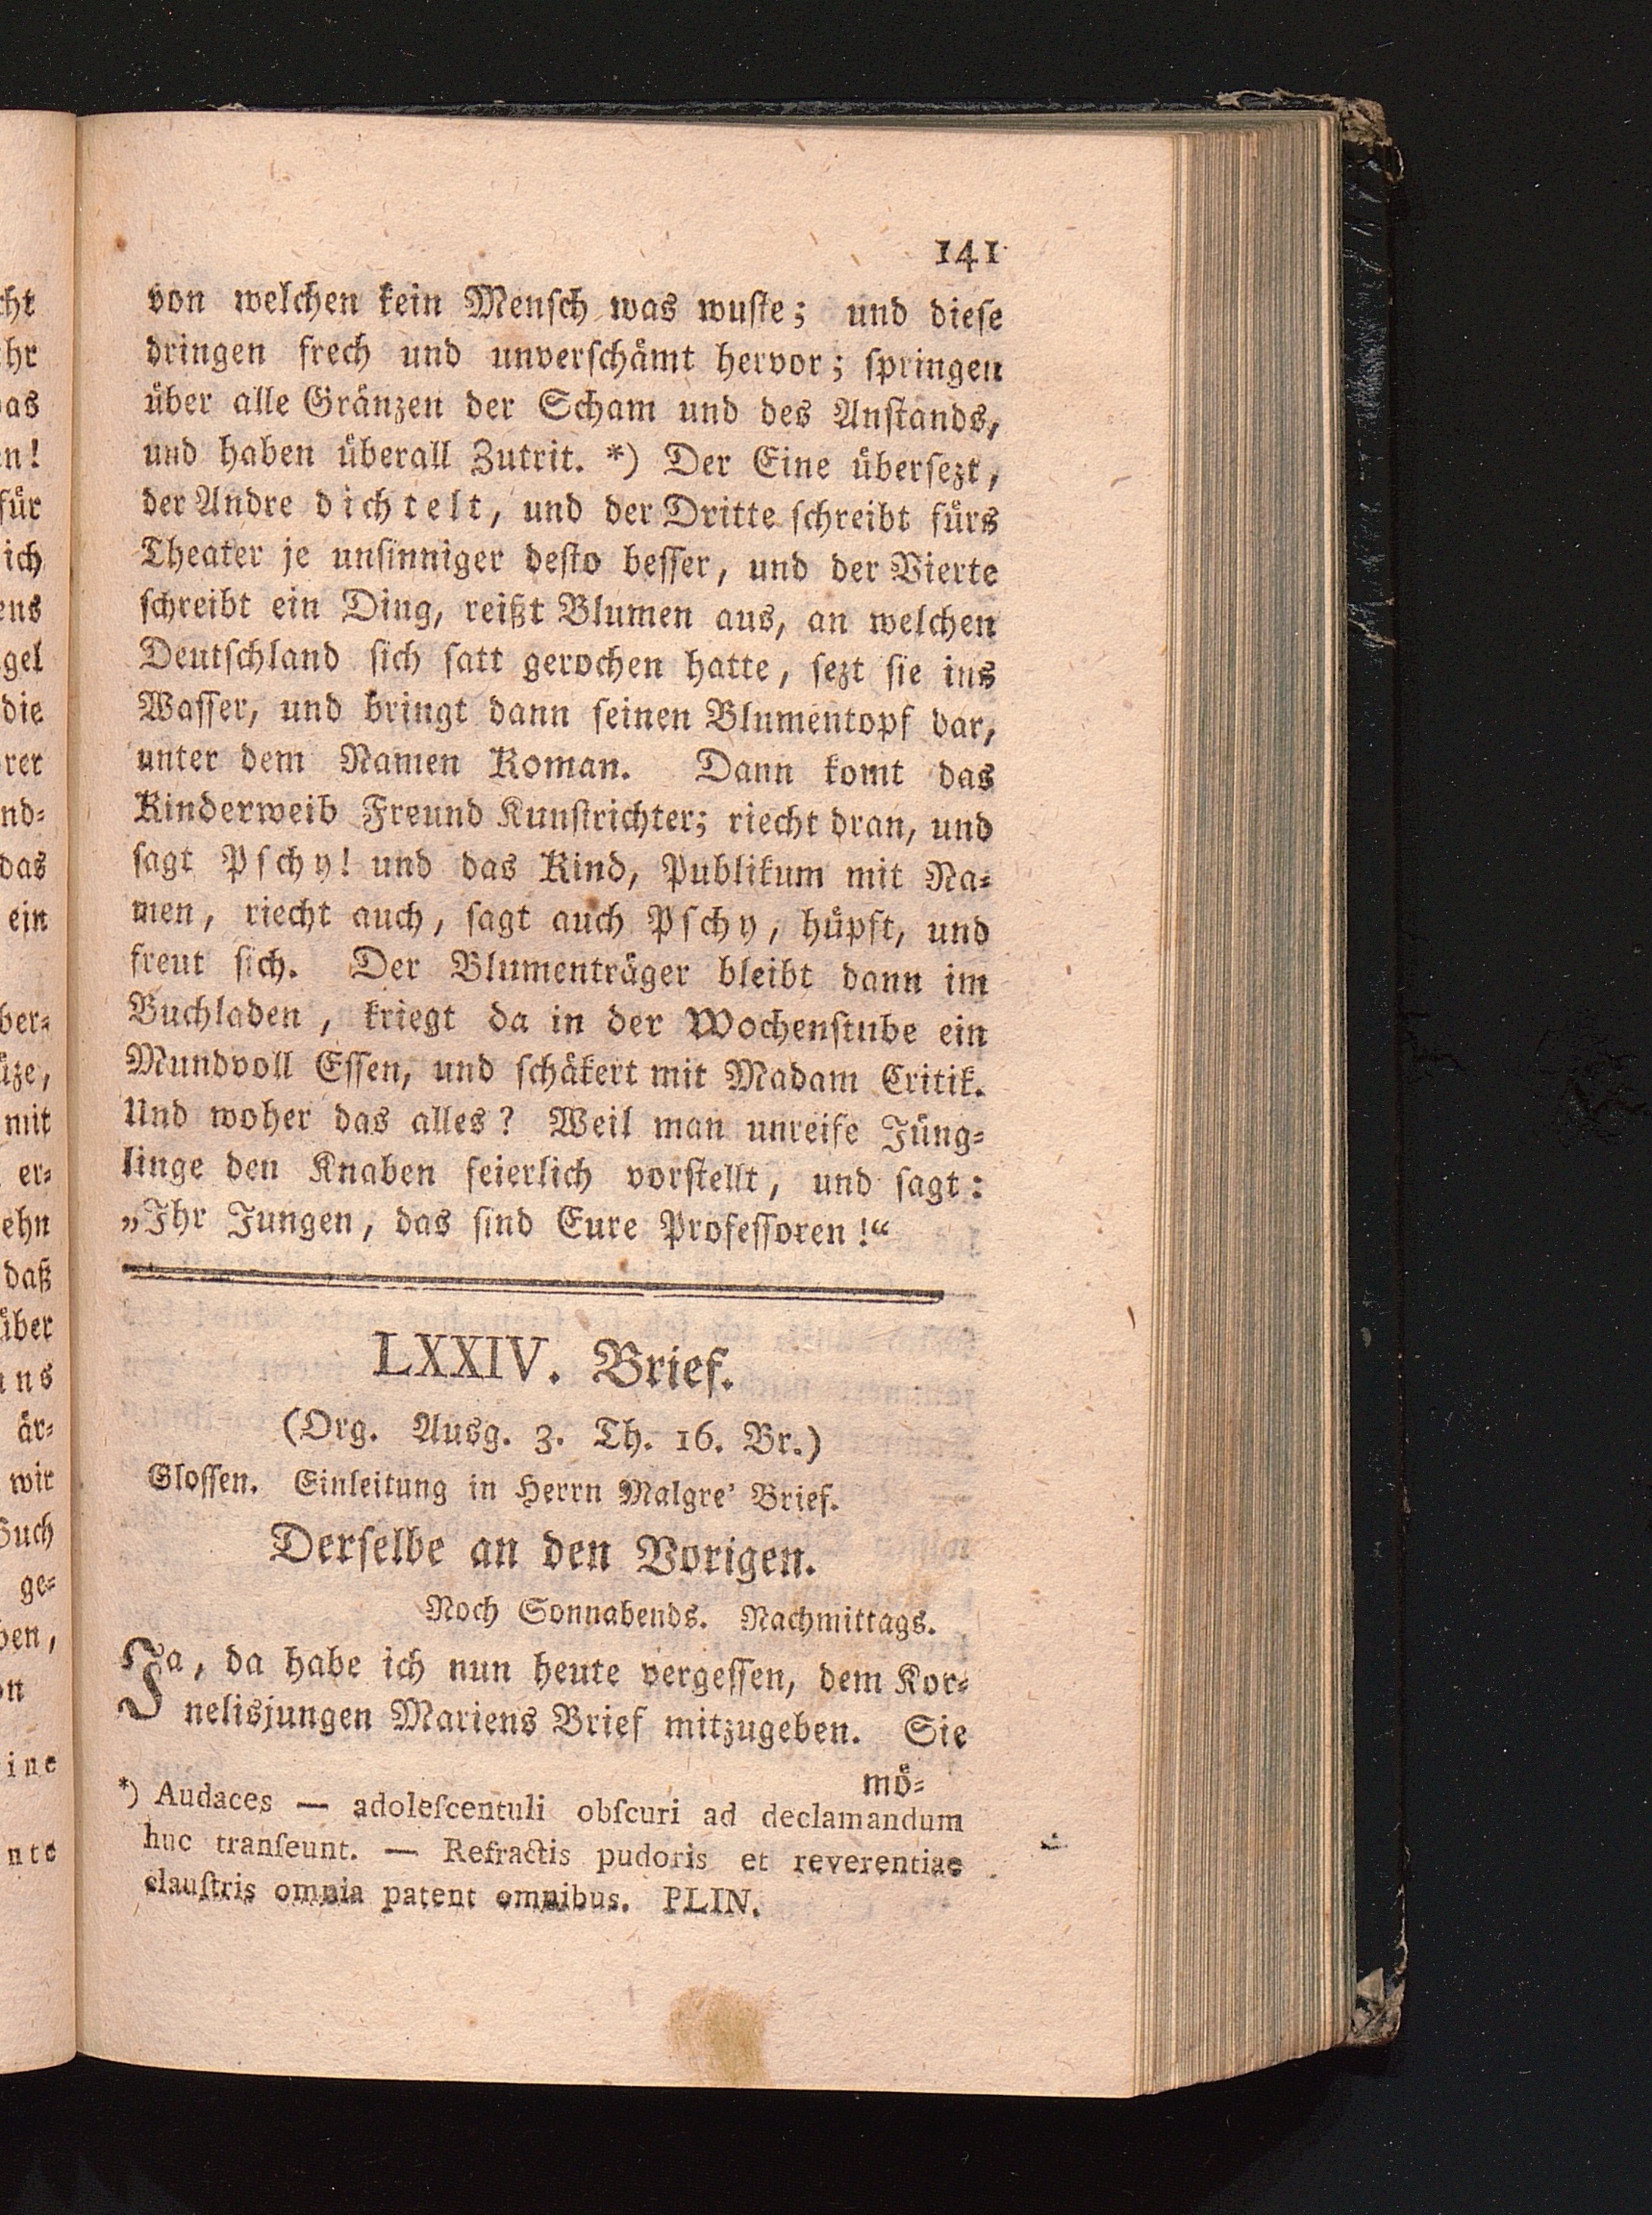 141
von welchen kein Menſch was wuſte; und dieſe
dringen frech und unverſchämt hervor; ſpringen
über alle Gränzen der Scham und des Anſtands,
und haben überall Zutrit. *) Der Eine überſezt,
der Andre dichtelt, und der Dritte ſchreibt fürs
Theater je unſinniger deſto beſſer, und der Vierte
ſchreibt ein Ding, reißt Blumen aus, an welchen
Deutſchland ſich ſatt gerochen hatte, ſezt ſie ins
Waſſer, und bringt dann ſeinen Blumentopf dar,
unter dem Namen Roman. Dann komt das
Kinderweib Freund Kunſtrichter; riecht dran, und
ſagt Pſchy! und das Kind, Publikum mit Na⸗
men, riecht auch, ſagt auch Pſchy, hüpft, und
freut ſich. Der Blumenträger bleibt dann im
Buchladen, kriegt da in der Wochenſtube ein
Mundvoll Eſſen, und ſchäkert mit Madam Critik.
Und woher das alles? Weil man unreife Jüng⸗
linge den Knaben feierlich vorſtellt, und ſagt:
„Ihr Jungen, das ſind Eure Profeſſoren!“
LXXIV. Brief.
(Org. Ausg. 3. Th. 16. Br.)
Gloſſen. Einleitung in Herrn Malgre' Brief.
Derſelbe an den Vorigen.
Noch Sonnabends. Nachmittags.
Ja, da habe ich nun heute vergeſſen, dem Kor⸗
nelisjungen Mariens Brief mitzugeben. Sie
mö⸗
*) Audaces — adoleſcentuli obſcuri ad declamandum
huc tranſeunt. — Refractis pudoris et reverentiae
clauſtris omnia patent omnibus. PLIN.